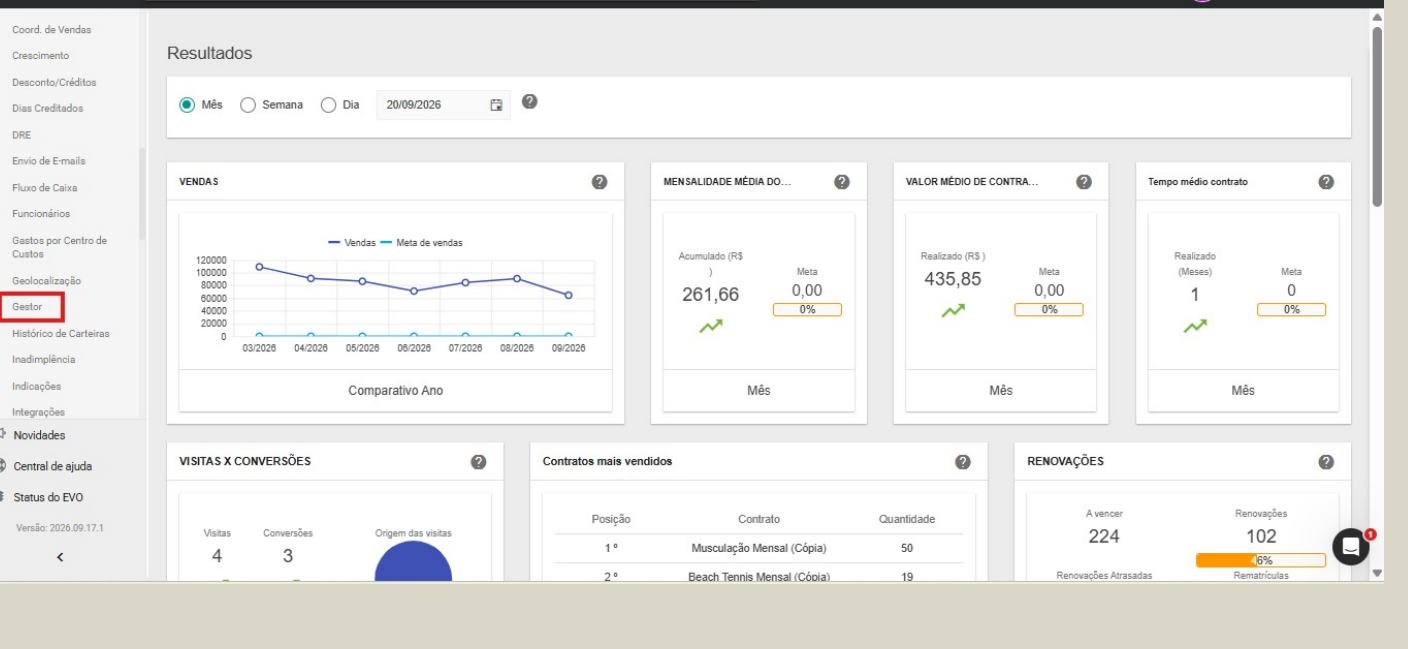 Coord. de Vendas
Crescimento
Desconto/Créditos
Dias Creditados
DRE
Envio de E-mails
Fluxo de Caixa
Funcionários
Gastos por Centro de
Custos
Geolocalização
Gestor
Histórico de Carteiras
Inadimplência
Indicações
Integrações
Novidades
Central de ajuda
Status do EVO
Versão: 2026.09.17.1
Resultados
Mês Semana Dia 20/09/2026
VENDAS
Vendas Meta de vendas
120000
100000
80000
60000
40000
20000
0
03/2026 04/2026 05/2026 06/2026 07/2026 08/2026 09/2026
Comparativo Ano
MENSALIDADE MÉDIA DO...
Acumulado (R$
)
261,66
Meta
0,00
0%
Mês
VALOR MÉDIO DE CONTRA...
Realizado (R$ )
435,85
Meta
0,00
0%
Mês
Tempo médio contrato
Realizado
(Meses)
1
Meta
0
0%
Mês
VISITAS X CONVERSÕES
Visitas Conversões Origem das visitas
4 3
Contratos mais vendidos
Posição Contrato Quantidade
1 º Musculação Mensal (Cópia) 50
2 º Beach Tennis Mensal (Cópia) 19
RENOVAÇÕES
A vencer Renovações
224 102
46%
Renovações Atrasadas Rematrículas
1